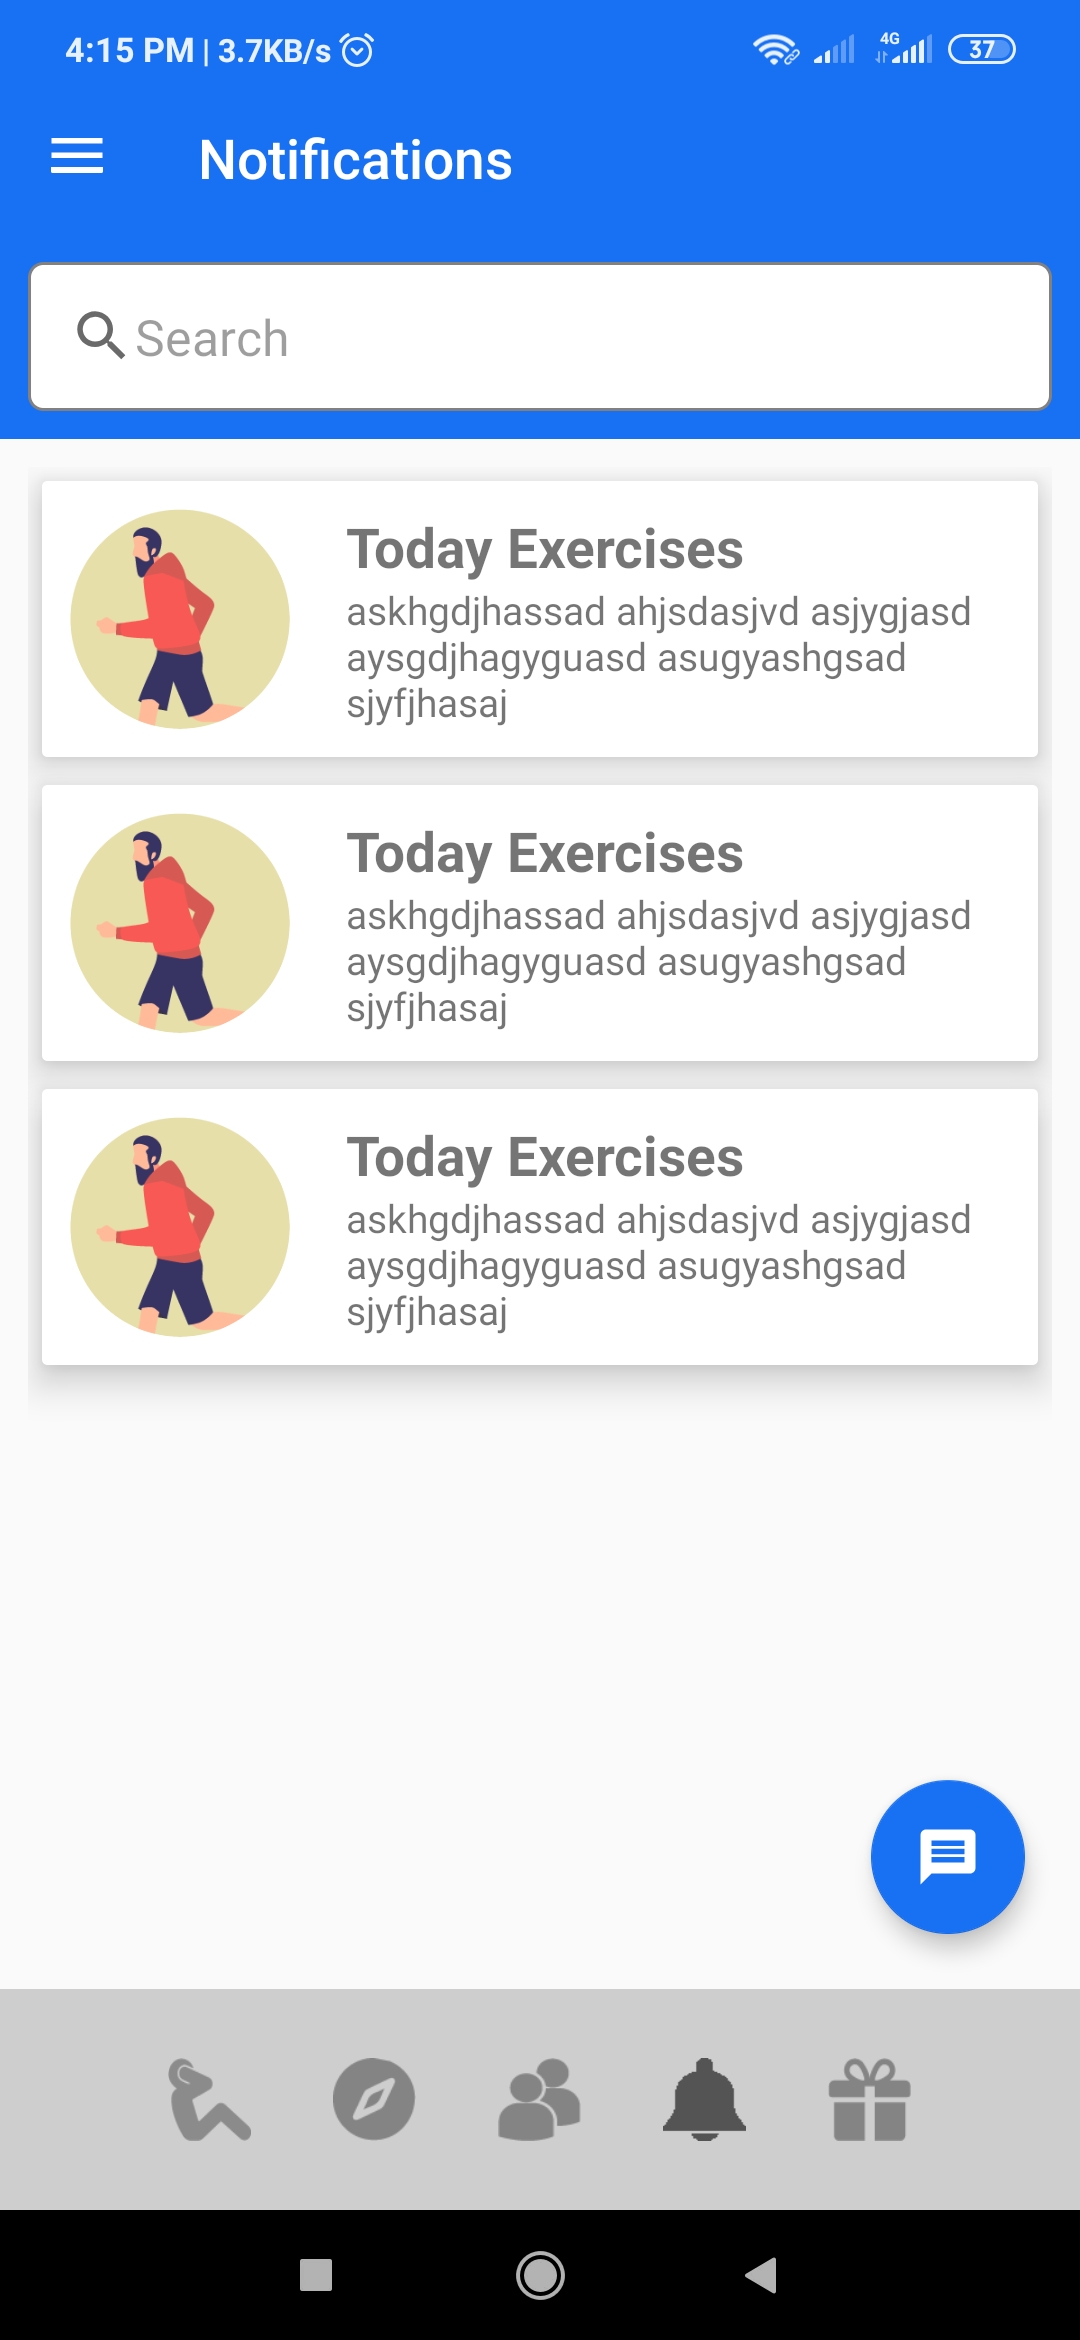 4:15 PM | 3.7KB/s
4G
37
Notifications
Search
Today Exercises
askhgdjhassad ahjsdasjvd asjygjasd
aysgdjhagyguasd asugyashgsad
sjyfjhasaj
Today Exercises
askhgdjhassad ahjsdasjvd asjygjasd
aysgdjhagyguasd asugyashgsad
sjyfjhasaj
Today Exercises
askhgdjhassad ahjsdasjvd asjygjasd
aysgdjhagyguasd asugyashgsad
sjyfjhasaj